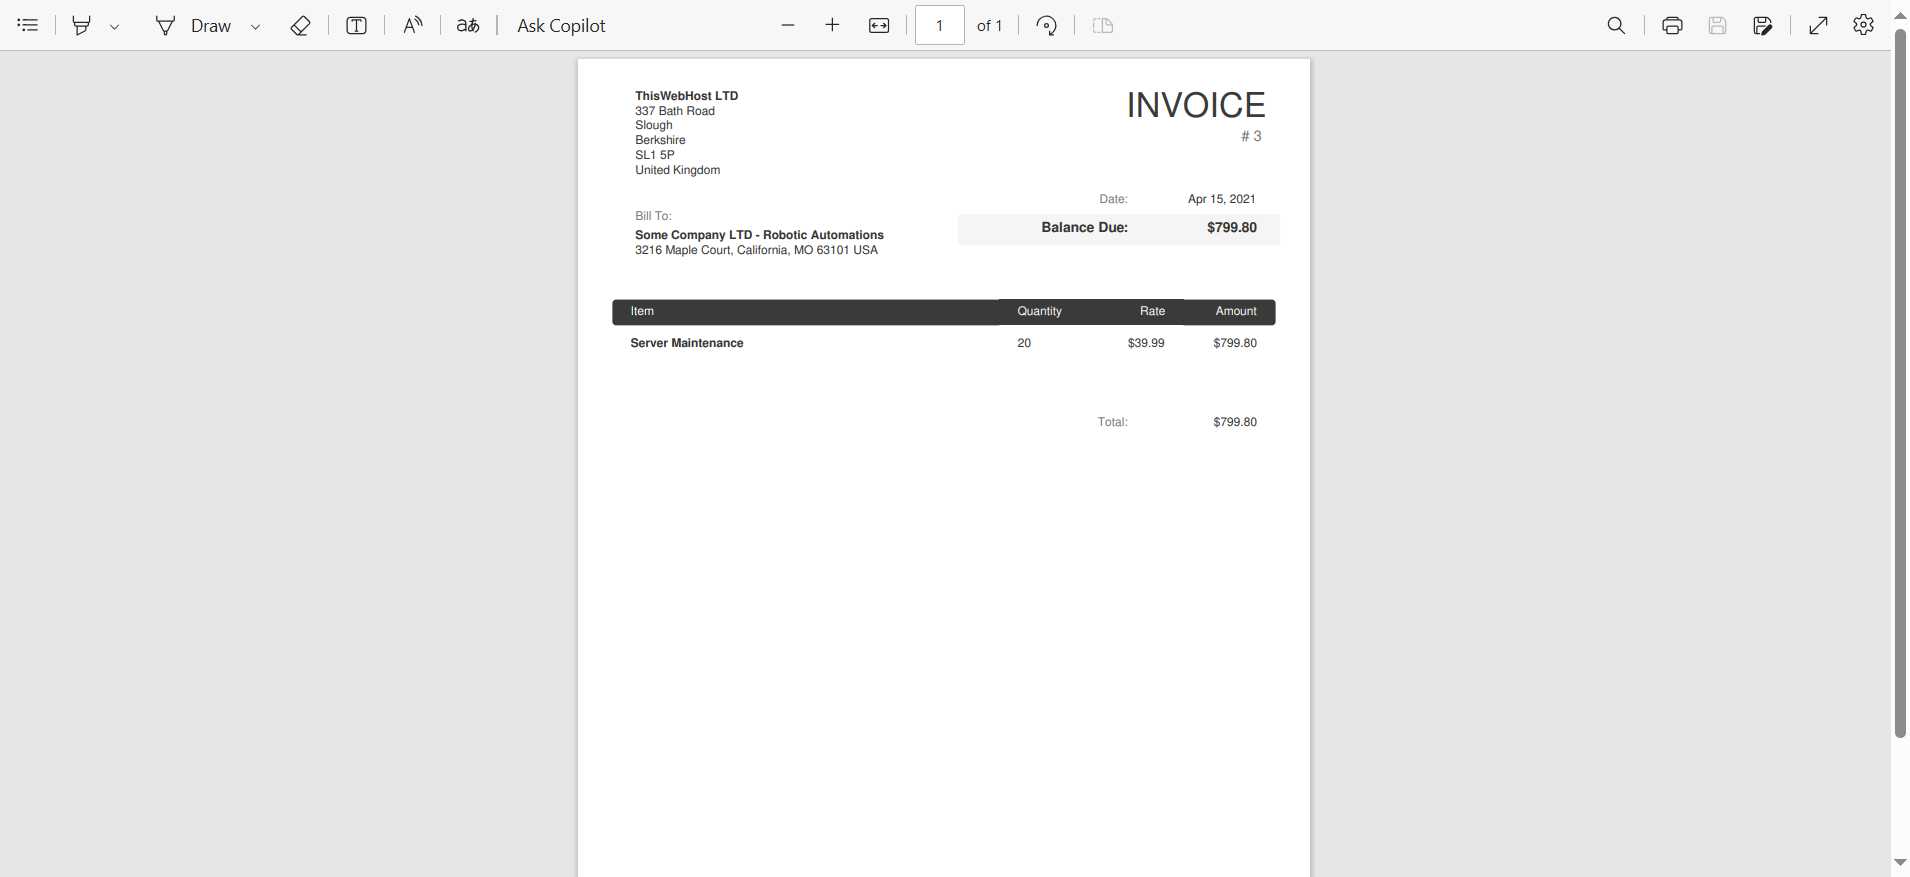 Draw
Ask Copilot
1 of 1
ThisWebHost LTD
337 Bath Road
Slough
Berkshire
SL1 5P
United Kingdom
INVOICE
# 3
Date: Apr 15, 2021
Balance Due: $799.80
Bill To:
Some Company LTD - Robotic Automations
3216 Maple Court, California, MO 63101 USA
Item Quantity Rate Amount
Server Maintenance 20 $39.99 $799.80
Total: $799.80